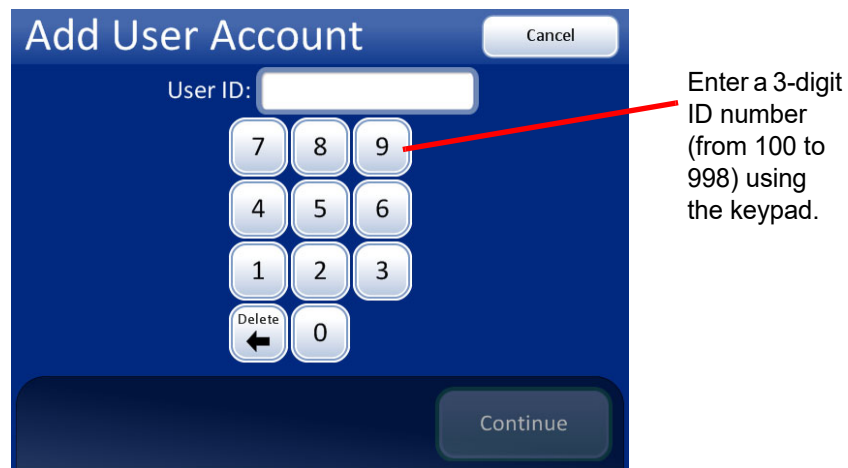 Add User Account
Cancel
User ID:
7 8 9
4 5 6
1 2 3
Delete
0
Continue
Enter a 3-digit
ID number
(from 100 to
998) using
the keypad.